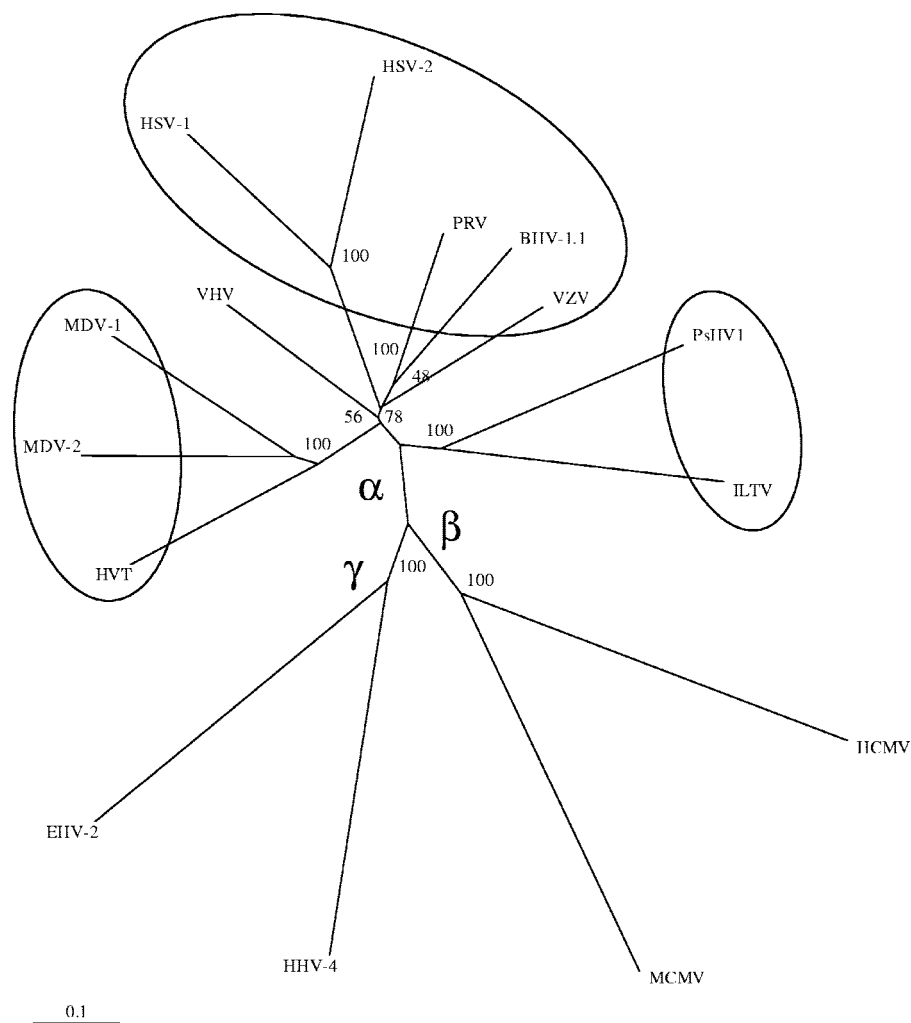 HSV-2
HSV-1
PRV
BHV-1.1
100
VHV
VZV
MDV-1
PsHV1
100
48
56
78
100
100
MDV-2
α
ILTV
β
γ
HVT
100
100
HCMV
EHV-2
HHV-4
MCMV
0.1